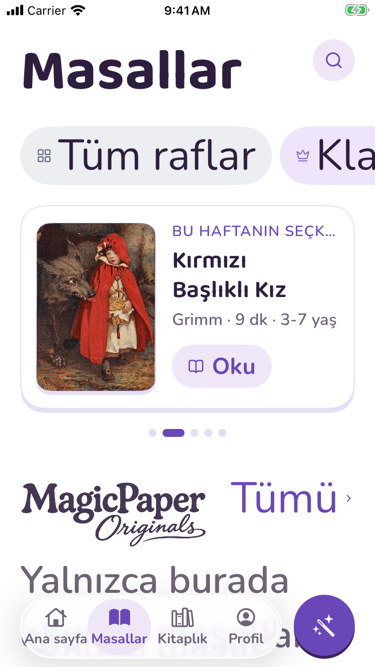 Carrier
9:41 AM
Masallar
Tüm raflar
Kla
BU HAFTANIN SEÇK...
Kırmızı
Başlıklı Kız
Grimm · 9 dk · 3-7 yaş
Oku
MagicPaper
Originals
Tümü
Yalnızca burada
Ana sayfa
Masallar
Kitaplık
Profil